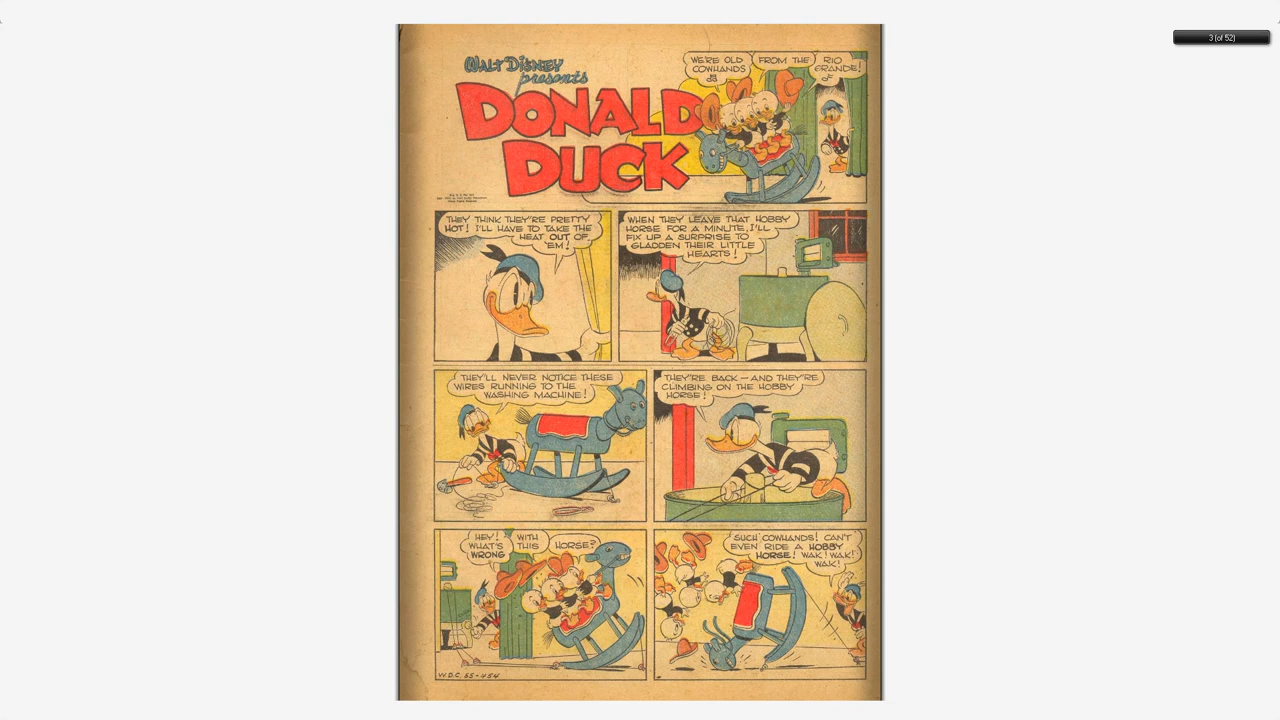 3 (of 52)
WALT DISNEY
presents
DONALD
DUCK
WE'RE OLD
COWHANDS
FROM THE
RIO
GRANDE!
THEY THINK THEY'RE PRETTY
HOT! I'LL HAVE TO TAKE THE
HEAT OUT OF
'EM!
WHEN THEY LEAVE THAT HOBBY
HORSE FOR A MINUTE, I'LL
FIX UP A SURPRISE TO
GLADDEN THEIR LITTLE
HEARTS!
THEY'LL NEVER NOTICE THESE
WIRES RUNNING TO THE
WASHING MACHINE!
THEY'RE BACK — AND THEY'RE
CLIMBING ON THE HOBBY
HORSE!
HEY!
WHAT'S
WRONG
WITH
THIS
HORSE?
SUCH COWHANDS! CAN'T
EVEN RIDE A HOBBY
HORSE! WAK! WAK!
WAK!
W.D.C. 55-454